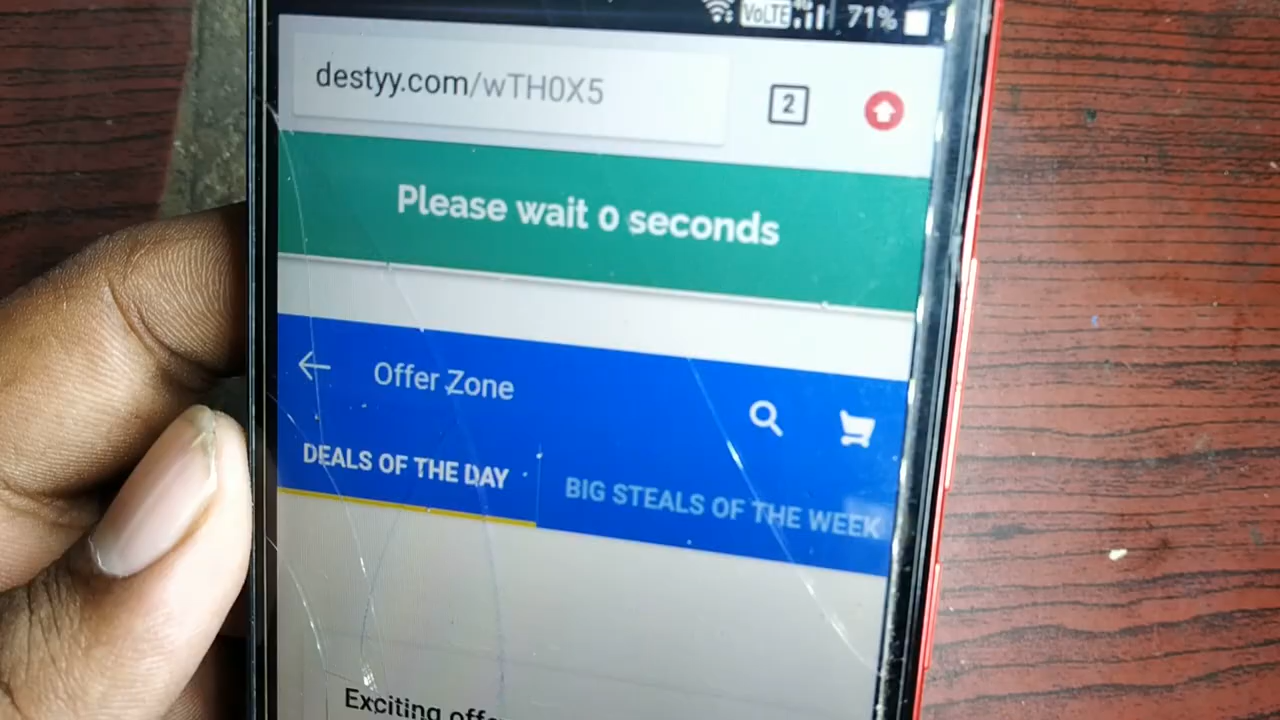 VoLTE 4G 71%
destyy.com/wTH0X5
2
Please wait 0 seconds
Offer Zone
DEALS OF THE DAY
BIG STEALS OF THE WEEK
Exciting